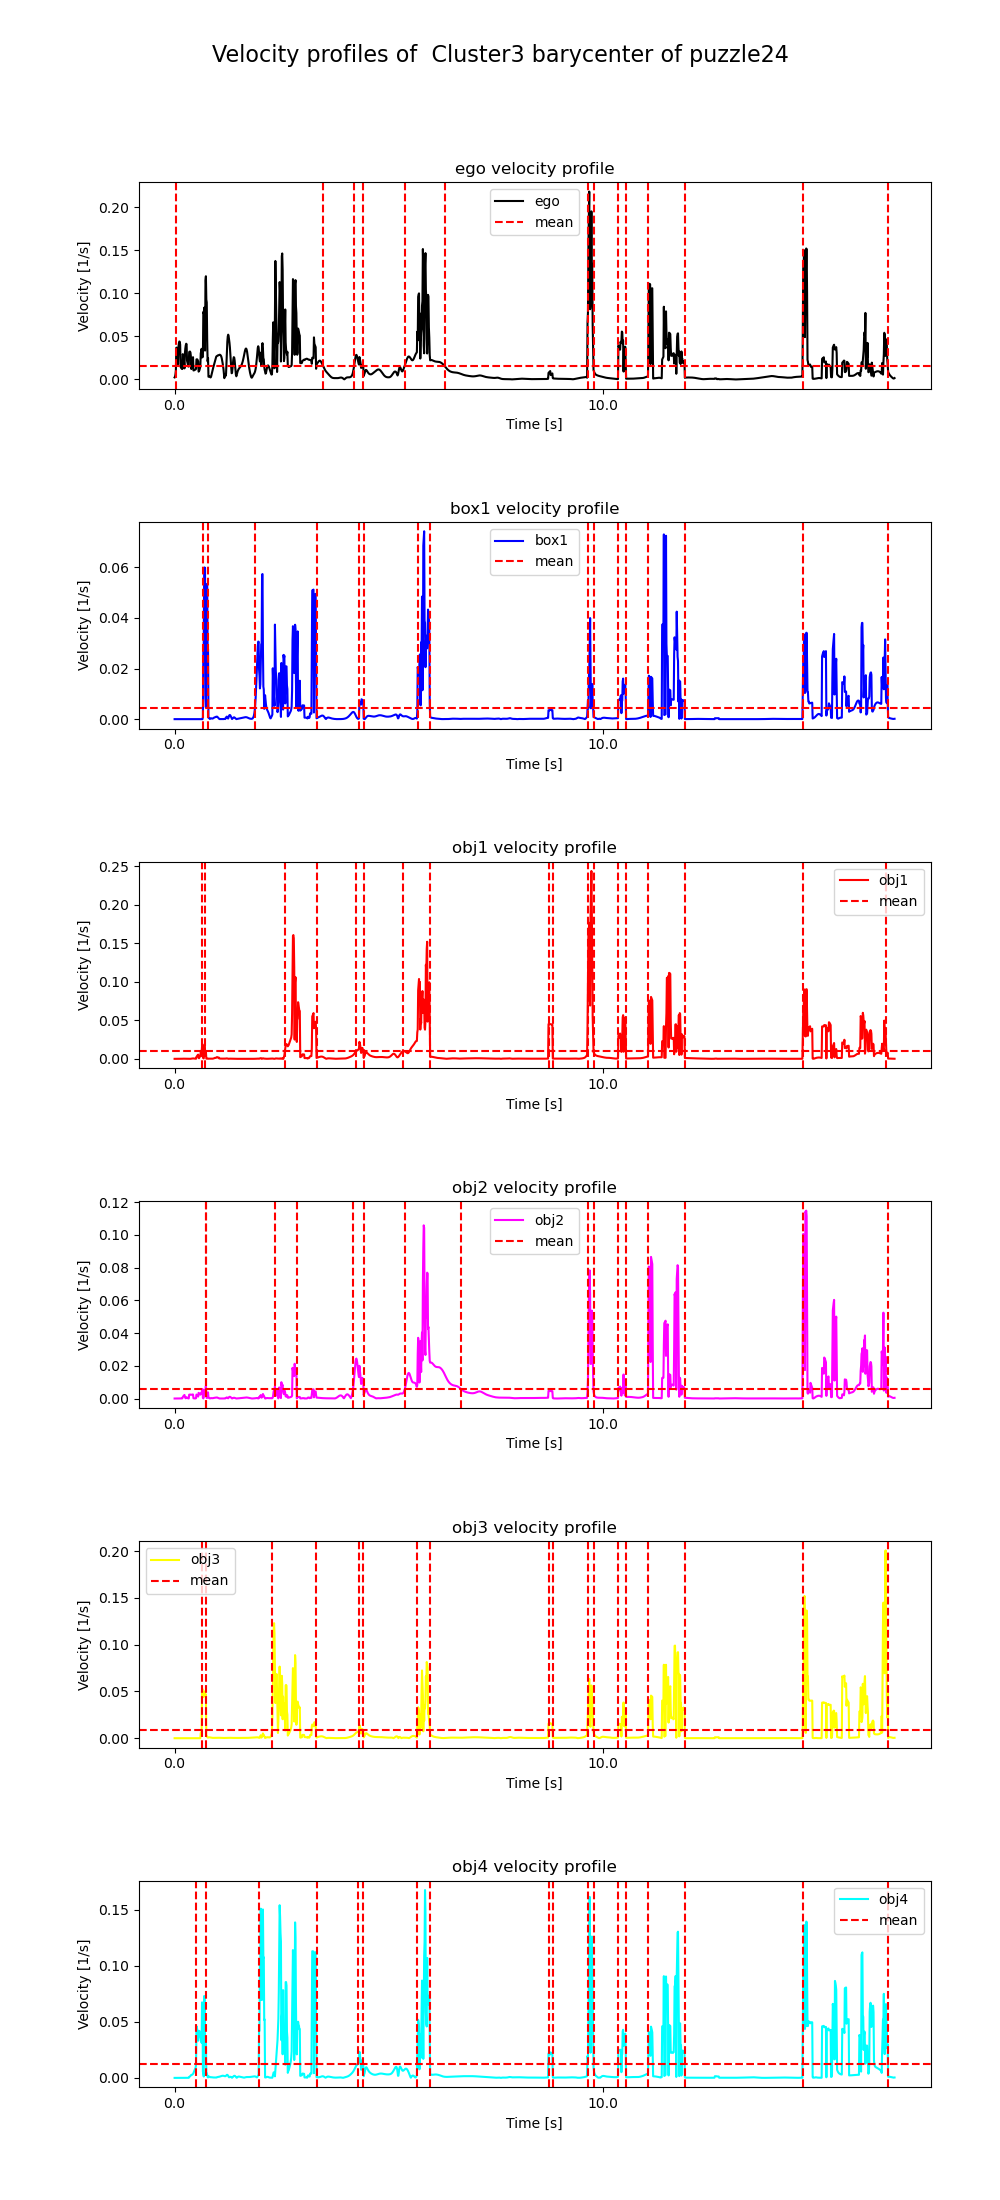 Velocity profiles of  Cluster3 barycenter of puzzle24
ego velocity profile
Velocity [1/s]
0.20
0.15
0.10
0.05
0.00
ego
mean
0.0
10.0
Time [s]
box1 velocity profile
Velocity [1/s]
0.06
0.04
0.02
0.00
box1
mean
0.0
10.0
Time [s]
obj1 velocity profile
Velocity [1/s]
0.25
0.20
0.15
0.10
0.05
0.00
obj1
mean
0.0
10.0
Time [s]
obj2 velocity profile
Velocity [1/s]
0.12
0.10
0.08
0.06
0.04
0.02
0.00
obj2
mean
0.0
10.0
Time [s]
obj3 velocity profile
Velocity [1/s]
0.20
0.15
0.10
0.05
0.00
obj3
mean
0.0
10.0
Time [s]
obj4 velocity profile
Velocity [1/s]
0.15
0.10
0.05
0.00
obj4
mean
0.0
10.0
Time [s]